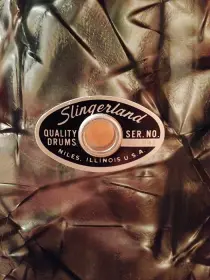 Slingerland
QUALITY SER. NO.
DRUMS
NILES, ILLINOIS U.S.A.